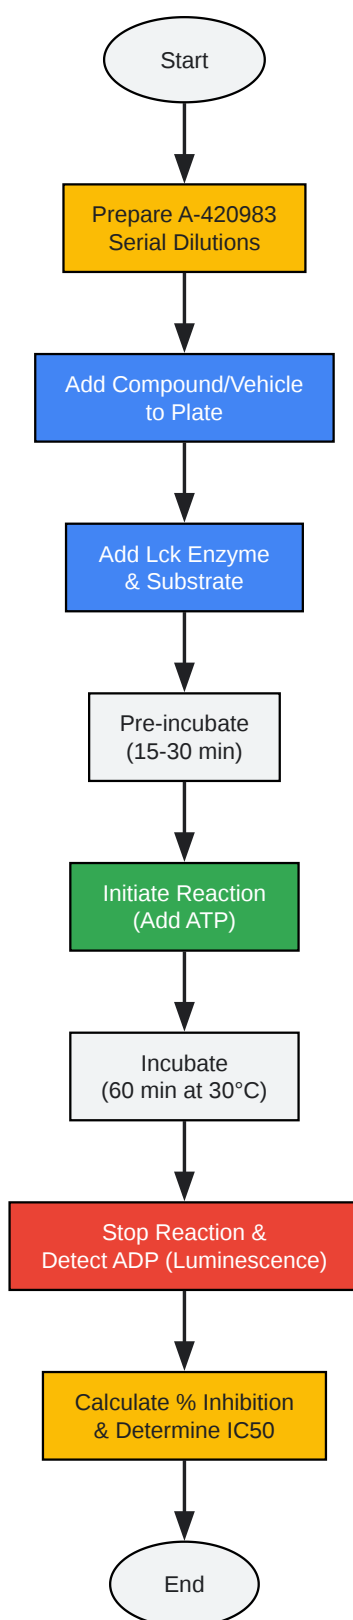 Start
Prepare A-420983
Serial Dilutions
Add Compound/Vehicle
to Plate
Add Lck Enzyme
& Substrate
Pre-incubate
(15-30 min)
Initiate Reaction
(Add ATP)
Incubate
(60 min at 30°C)
Stop Reaction &
Detect ADP (Luminescence)
Calculate % Inhibition
& Determine IC50
End